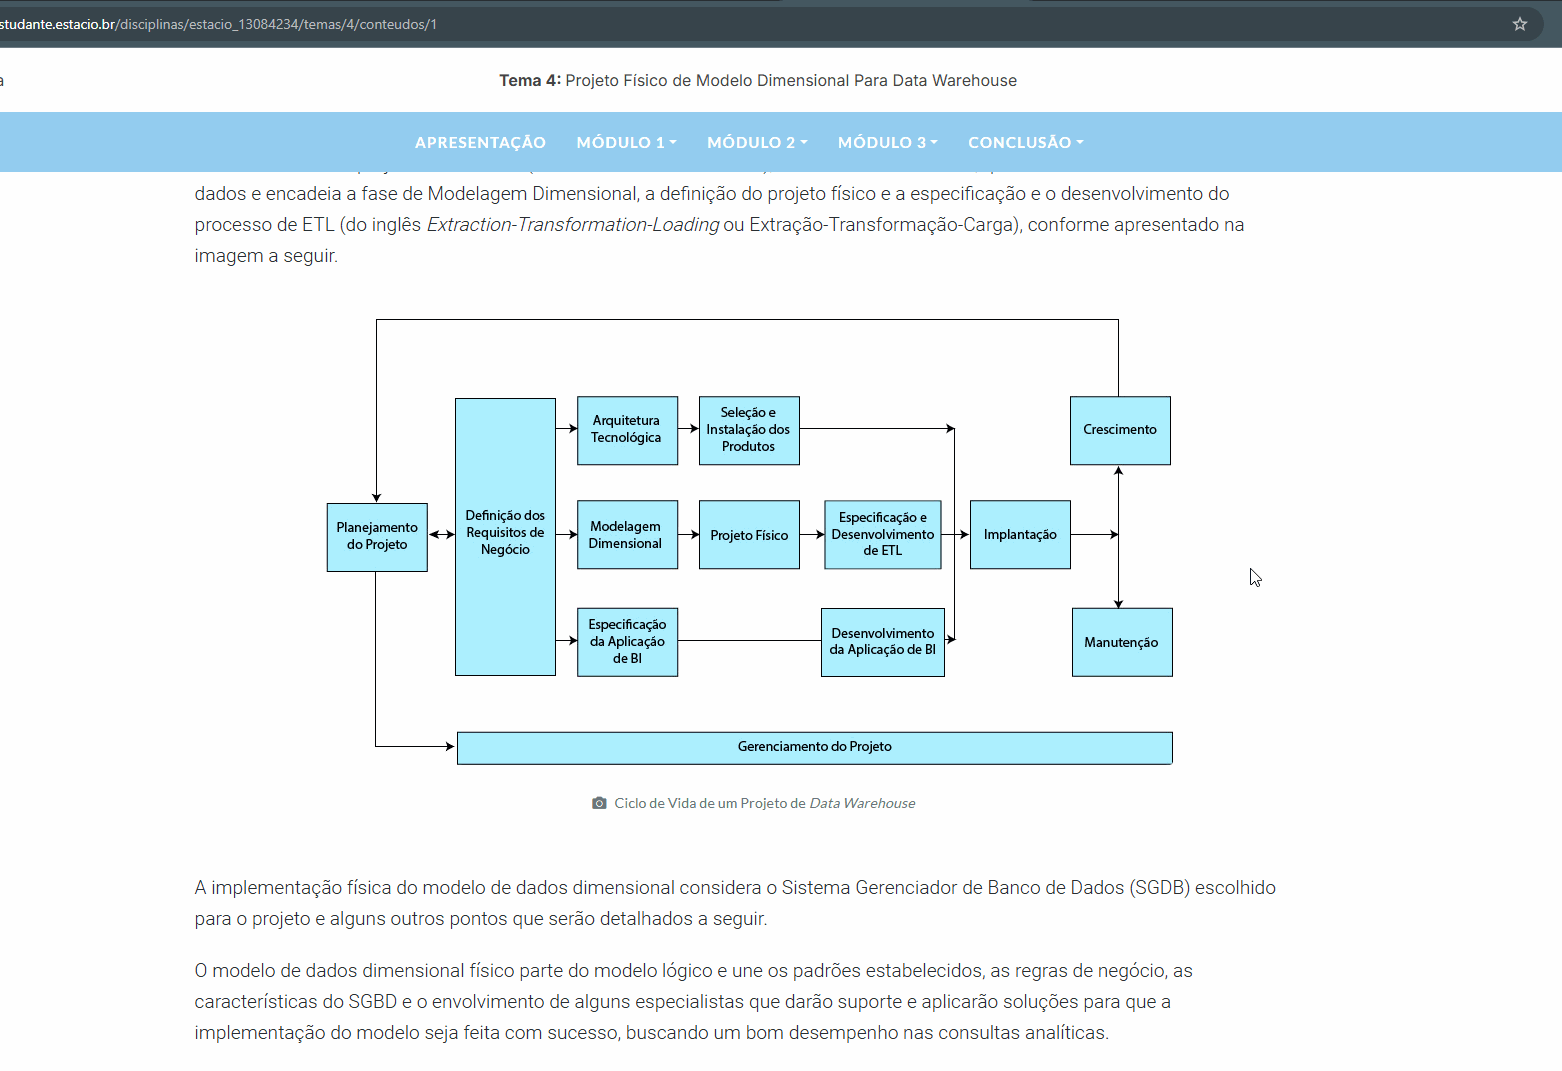 studante.estacio.br/disciplinas/estacio_13084234/temas/4/conteudos/1
a
Tema 4: Projeto Físico de Modelo Dimensional Para Data Warehouse
APRESENTAÇÃO MÓDULO 1 MÓDULO 2 MÓDULO 3 CONCLUSÃO
dados e encadeia a fase de Modelagem Dimensional, a definição do projeto físico e a especificação e o desenvolvimento do
processo de ETL (do inglês Extraction-Transformation-Loading ou Extração-Transformação-Carga), conforme apresentado na
imagem a seguir.
Planejamento
do Projeto
Definição dos
Requisitos de
Negócio
Arquitetura
Tecnológica
Seleção e
Instalação dos
Produtos
Modelagem
Dimensional
Projeto Físico
Especificação e
Desenvolvimento
de ETL
Especificação
da Aplicação
de BI
Desenvolvimento
da Aplicação de BI
Implantação
Crescimento
Manutenção
Gerenciamento do Projeto
Ciclo de Vida de um Projeto de Data Warehouse
A implementação física do modelo de dados dimensional considera o Sistema Gerenciador de Banco de Dados (SGDB) escolhido
para o projeto e alguns outros pontos que serão detalhados a seguir.
O modelo de dados dimensional físico parte do modelo lógico e une os padrões estabelecidos, as regras de negócio, as
características do SGBD e o envolvimento de alguns especialistas que darão suporte e aplicarão soluções para que a
implementação do modelo seja feita com sucesso, buscando um bom desempenho nas consultas analíticas.